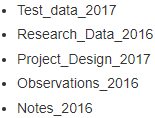 • Test_data_2017
• Research_Data_2016
• Project_Design_2017
• Observations_2016
• Notes_2016